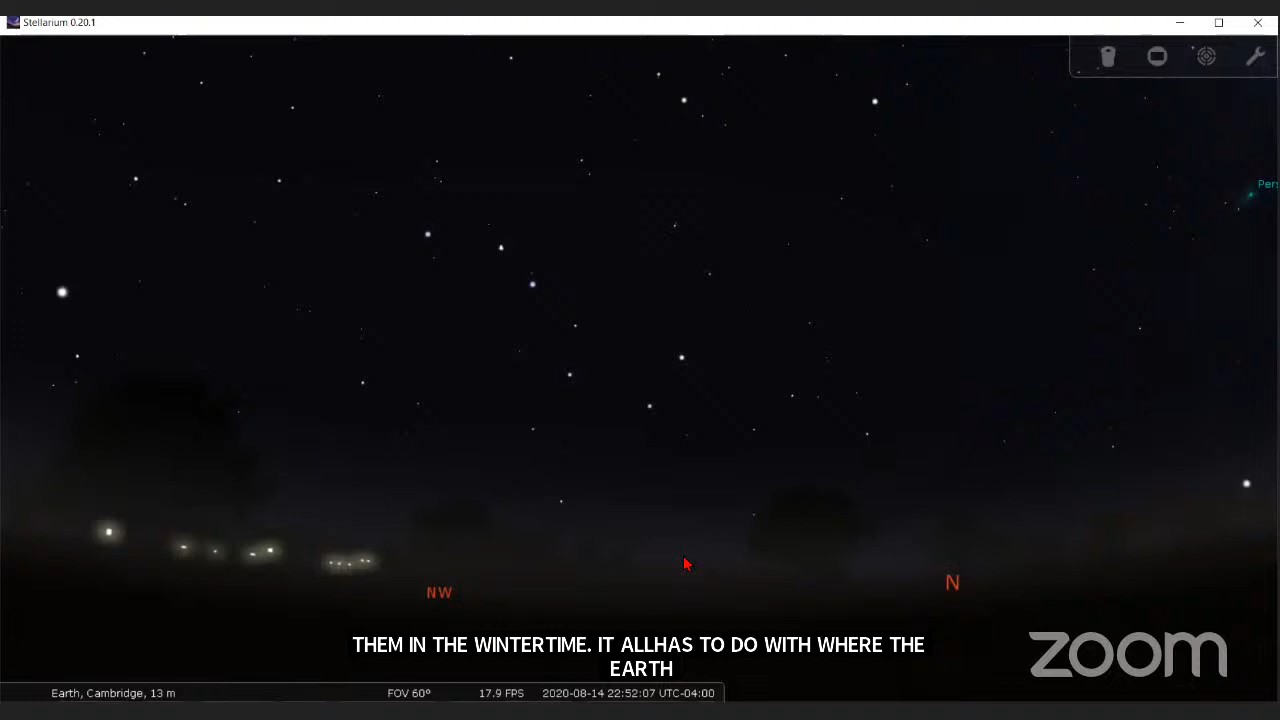 Stellarium 0.20.1
Pers
NW
N
THEM IN THE WINTERTIME. IT ALLHAS TO DO WITH WHERE THE
EARTH
zoom
Earth, Cambridge, 13 m FOV 60° 17.9 FPS 2020-08-14 22:52:07 UTC-04:00